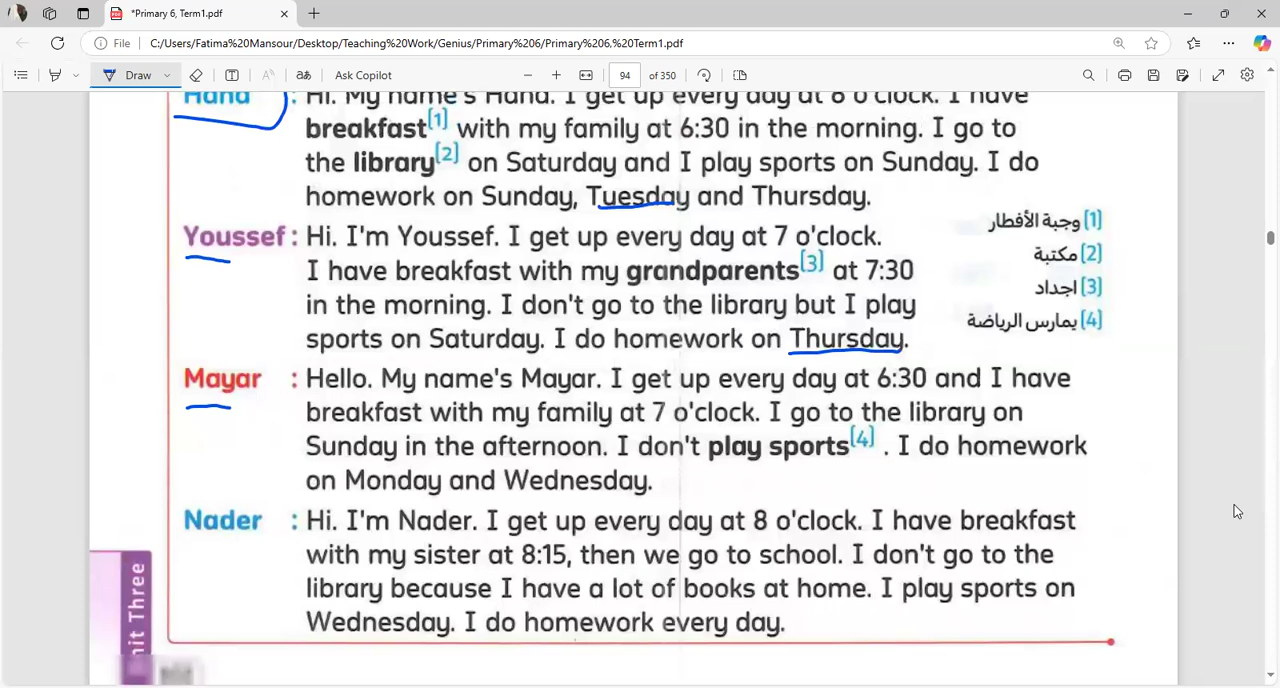 *Primary 6, Term1.pdf
File
C:/Users/Fatima%20Mansour/Desktop/Teaching%20Work/Genius/Primary%206/Primary%206.%20Term1.pdf
Draw
Ask Copilot
94 of 350
Hana : Hi. My name's Hana. I get up every day at 6 o'clock. I have
breakfast[1] with my family at 6:30 in the morning. I go to
the library[2] on Saturday and I play sports on Sunday. I do
homework on Sunday, Tuesday and Thursday.
Youssef : Hi. I'm Youssef. I get up every day at 7 o'clock.
I have breakfast with my grandparents[3] at 7:30
in the morning. I don't go to the library but I play
sports on Saturday. I do homework on Thursday.
[1] وجبة الأفطار
[2] مكتبة
[3] اجداد
[4] يمارس الرياضة
Mayar : Hello. My name's Mayar. I get up every day at 6:30 and I have
breakfast with my family at 7 o'clock. I go to the library on
Sunday in the afternoon. I don't play sports[4] . I do homework
on Monday and Wednesday.
Nader : Hi. I'm Nader. I get up every day at 8 o'clock. I have breakfast
with my sister at 8:15, then we go to school. I don't go to the
library because I have a lot of books at home. I play sports on
Wednesday. I do homework every day.
nit Three